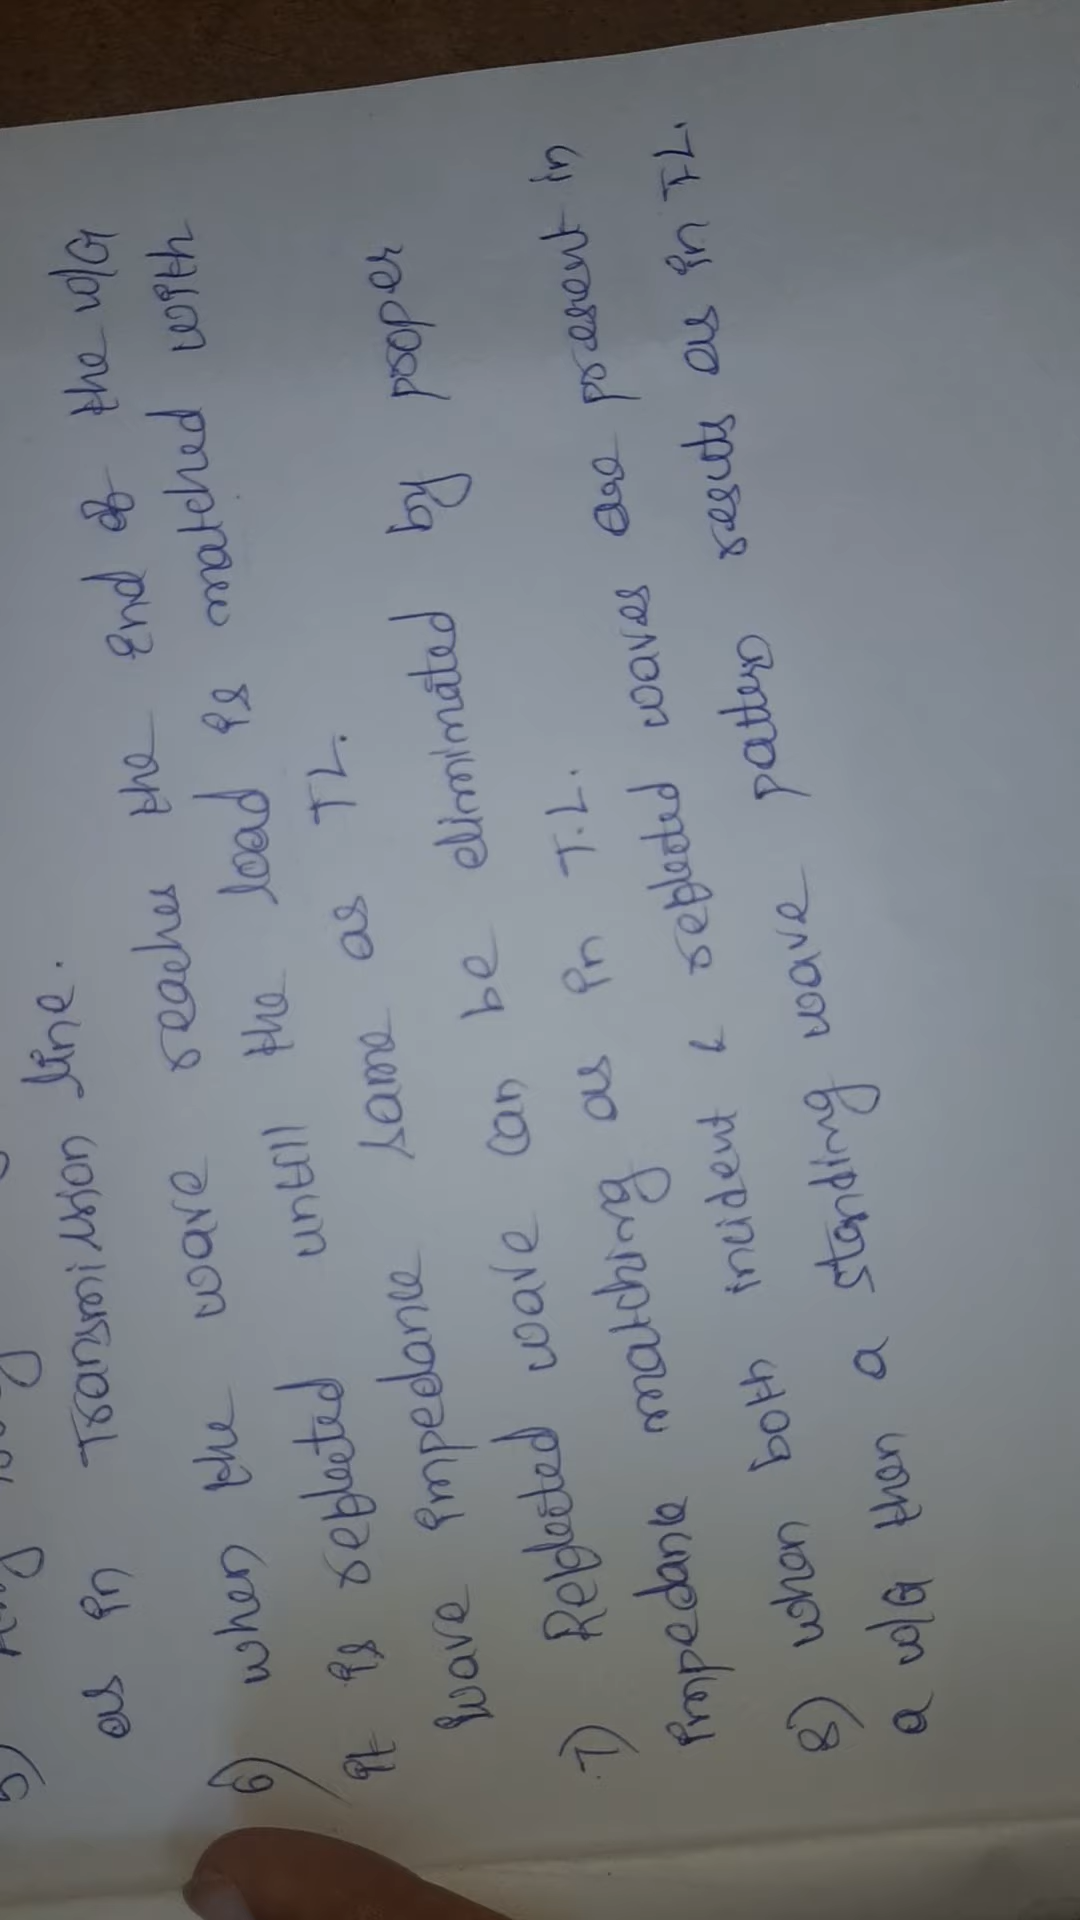 5)
as in Transmission line.
6) when the wave reaches the end of the W/G
it is reflected untill the load is matched with
wave impedance same as TL.
7) Reflected wave can be eliminated by proper
impedance matching as in T.L.
8) when both incident & reflected waves are present in
a W/G then a standing wave pattern results as in TL.